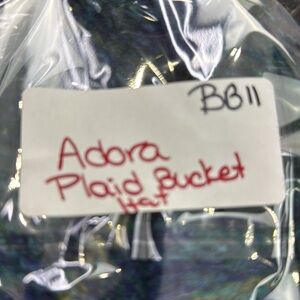 BB11
Adora
Plaid Bucket
Hat